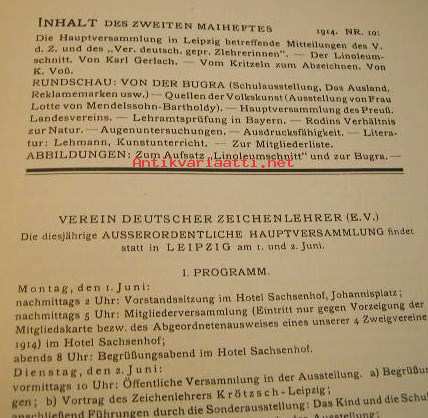 INHALT DES ZWEITEN MAIHEFTES 1914. NR. 10:
Die Hauptversammlung in Leipzig betreffende Mitteilungen des V.
d. Z. und des „Ver. deutsch. gepr. Zlehrerinnen". — Der Linoleum-
schnitt. Von Karl Gerlach. — Vom Kritzeln zum Abzeichnen. Von
K. Voß.
RUNDSCHAU: VON DER BUGRA (Schulausstellung, Das Ausland,
Reklamemarken usw.) — Quellen der Volkskunst (Ausstellung von Frau
Lotte von Mendelssohn-Bartholdy). — Hauptversammlung des Preuß.
Landesvereins. — Lehramtsprüfung in Bayern. — Rodins Verhältnis
zur Natur. — Augenuntersuchungen. — Ausdrucksfähigkeit. — Litera-
tur: Lehmann, Kunstunterricht. — Zur Mitgliederliste.
ABBILDUNGEN: Zum Aufsatz „Linoleumschnitt" und zur Bugra. —
Antikvariaatti.net
VEREIN DEUTSCHER ZEICHENLEHRER (E.V.)
Die diesjährige AUSSERORDENTLICHE HAUPTVERSAMMLUNG findet
statt in LEIPZIG am 1. und 2. Juni.
I. PROGRAMM.
Montag, den 1. Juni:
nachmittags 2 Uhr: Vorstandssitzung im Hotel Sachsenhof, Johannisplatz;
nachmittags 5 Uhr: Mitgliederversammlung (Eintritt nur gegen Vorzeigung der
Mitgliedskarte bezw. des Abgeordnetenausweises eines unserer 4 Zweigvereine
1914) im Hotel Sachsenhof;
abends 8 Uhr: Begrüßungsabend im Hotel Sachsenhof.
Dienstag, den 2. Juni:
vormittags 10 Uhr: Öffentliche Versammlung in der Ausstellung. a) Begrüßun-
gen; b) Vortrag des Zeichenlehrers Krötzsch-Leipzig;
anschließend Führungen durch die Sonderausstellung: Das Kind und die Schule